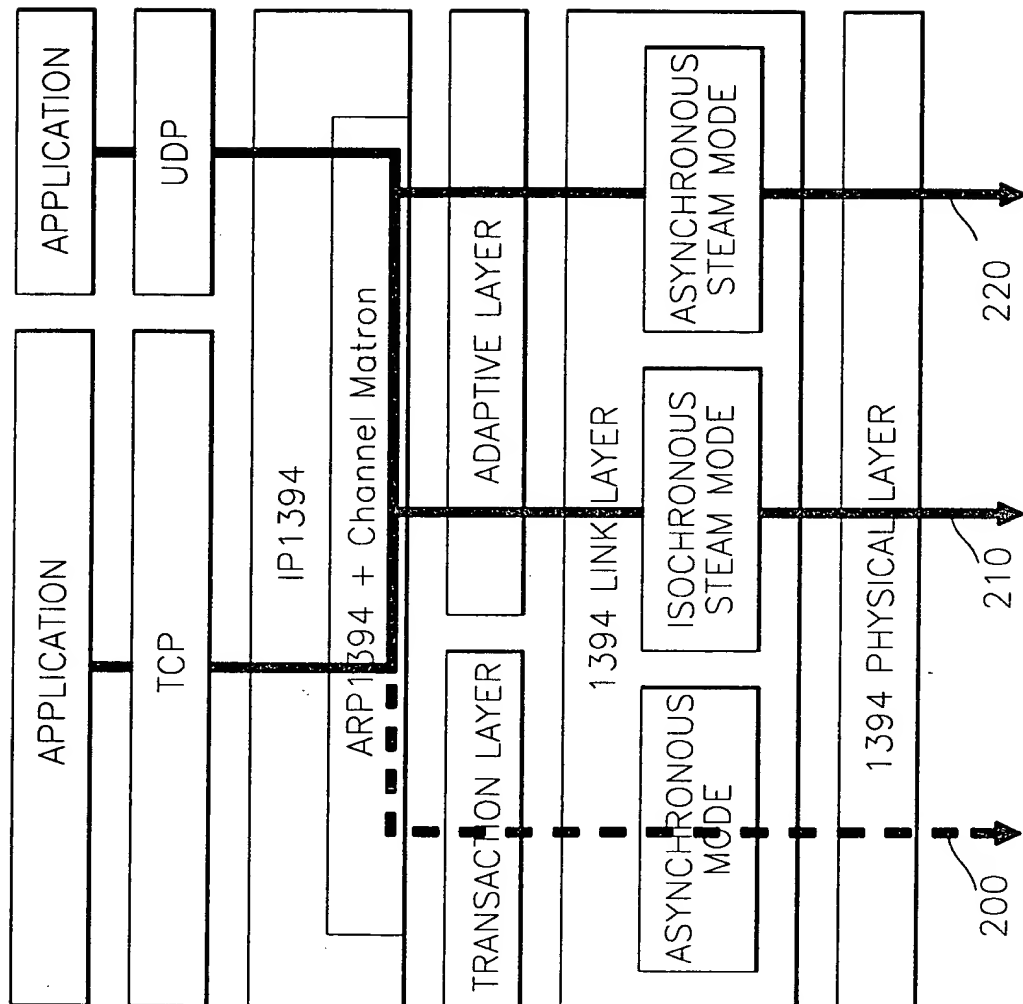 APPLICATION
APPLICATION
TCP
UDP
IP1394
ARP1394 + Channel Matron
TRANSACTION LAYER
ADAPTIVE LAYER
1394 LINK LAYER
ASYNCHRONOUS
MODE
ISOCHRONOUS
STEAM MODE
ASYNCHRONOUS
STEAM MODE
1394 PHYSICAL LAYER
200
210
220